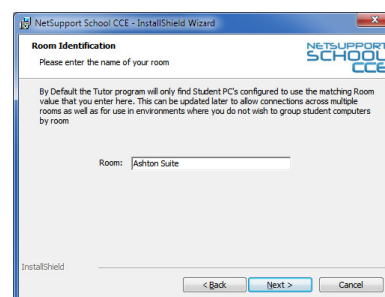 NetSupport School CCE - InstallShield Wizard
Room Identification
Please enter the name of your room
NETSUPPORT
SCHOOL
CCE
By Default the Tutor program will only find Student PC's configured to use the matching Room
value that you enter here. This can be updated later to allow connections across multiple
rooms as well as for use in environments where you do not wish to group student computers
by room
Room: Ashton Suite
InstallShield
< Back Next > Cancel